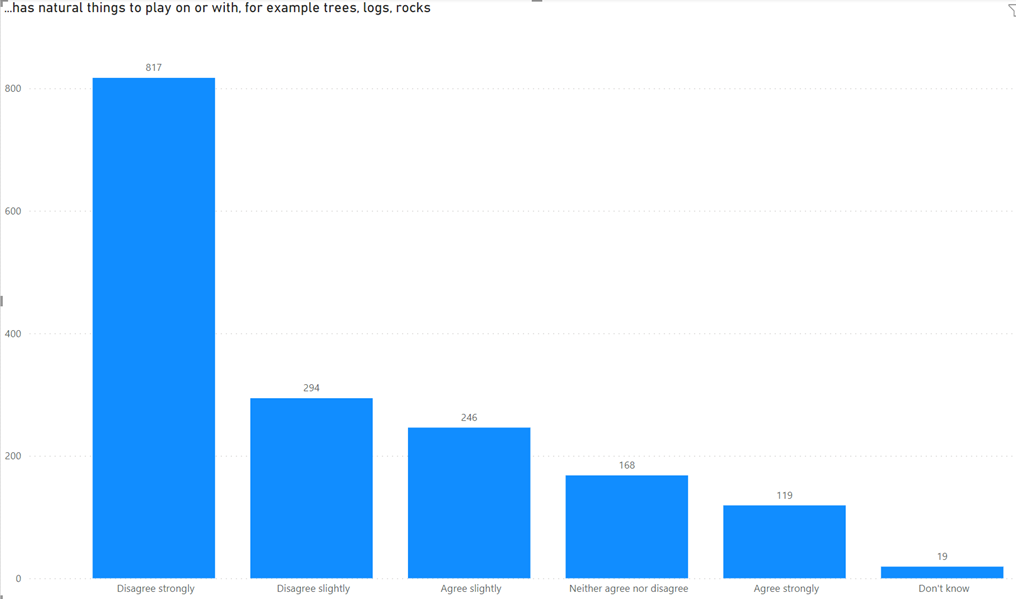 ...has natural things to play on or with, for example trees, logs, rocks
817
800
600
400
294
246
200
168
119
19
0
Disagree strongly
Disagree slightly
Agree slightly
Neither agree nor disagree
Agree strongly
Don't know